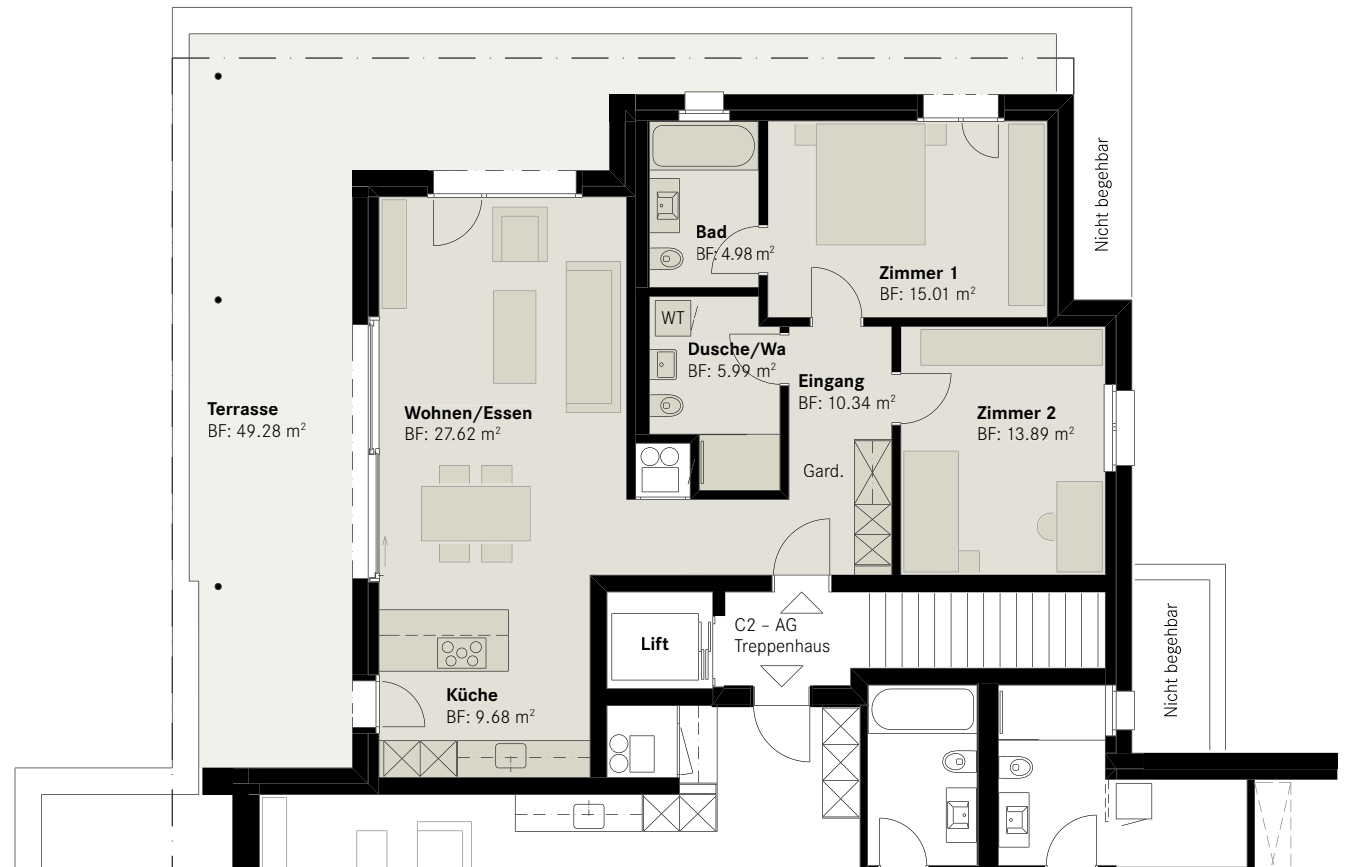 Nicht begehbar
Bad
BF: 4.98 m²
Zimmer 1
BF: 15.01 m²
WT
Dusche/Wa
BF: 5.99 m²
Eingang
BF: 10.34 m²
Terrasse
BF: 49.28 m²
Wohnen/Essen
BF: 27.62 m²
Zimmer 2
BF: 13.89 m²
Gard.
Lift
C2 – AG
Treppenhaus
Nicht begehbar
Küche
BF: 9.68 m²